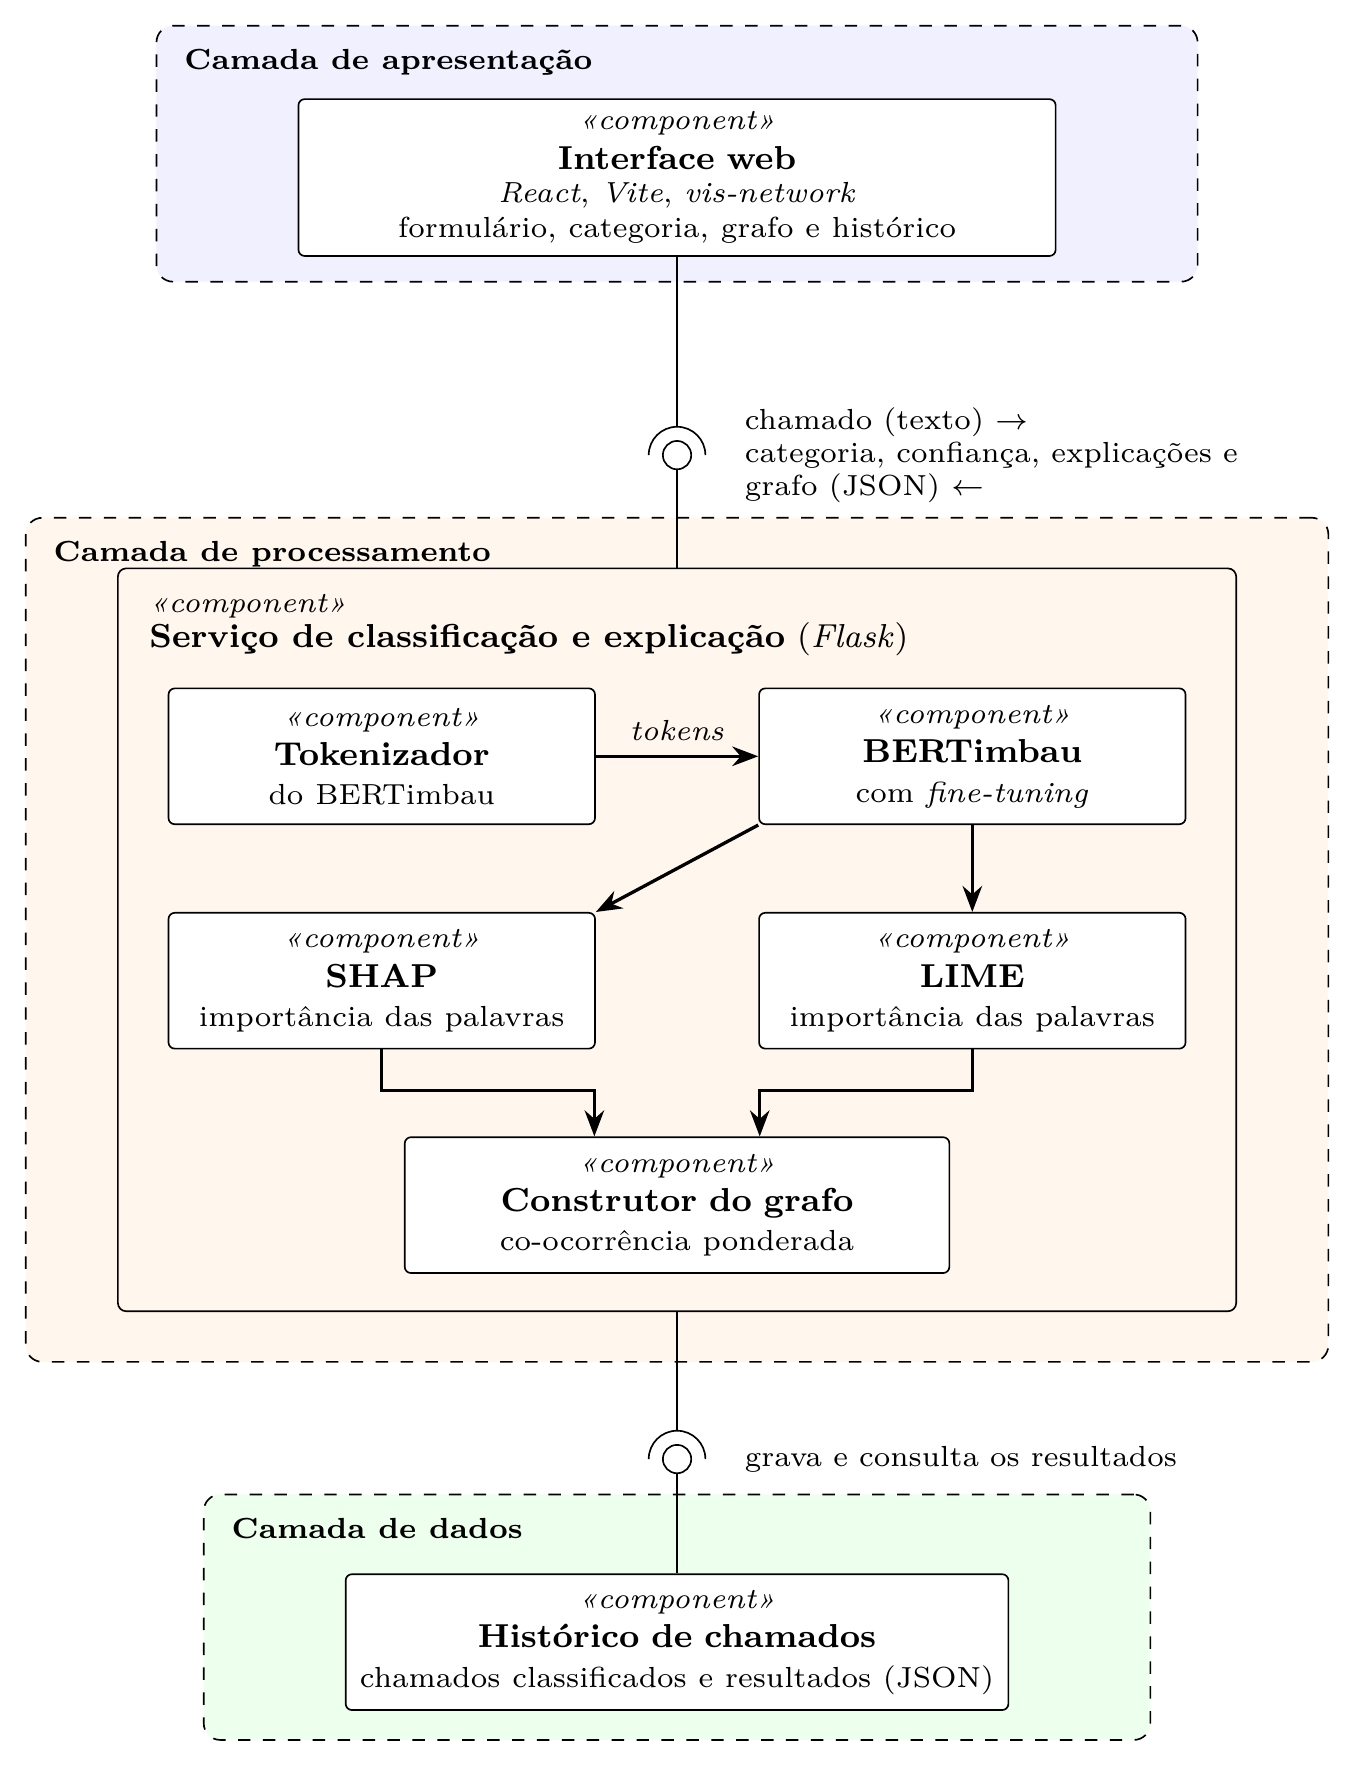 Camada de apresentação
«component»
Interface web
React, Vite, vis-network
formulário, categoria, grafo e histórico
chamado (texto) →
categoria, confiança, explicações e
grafo (JSON) ←
Camada de processamento
«component»
Serviço de classificação e explicação (Flask)
«component»
Tokenizador
do BERTimbau
tokens
«component»
BERTimbau
com fine-tuning
«component»
SHAP
importância das palavras
«component»
LIME
importância das palavras
«component»
Construtor do grafo
co-ocorrência ponderada
grava e consulta os resultados
Camada de dados
«component»
Histórico de chamados
chamados classificados e resultados (JSON)